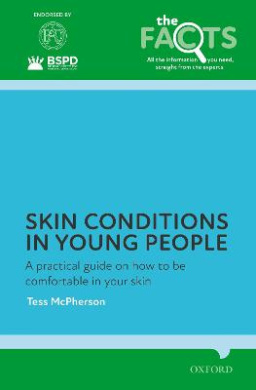 ENDORSED BY
the
FACTS
BSPD
All the information you need,
straight from the experts
SKIN CONDITIONS
IN YOUNG PEOPLE
A practical guide on how to be
comfortable in your skin
Tess McPherson
OXFORD